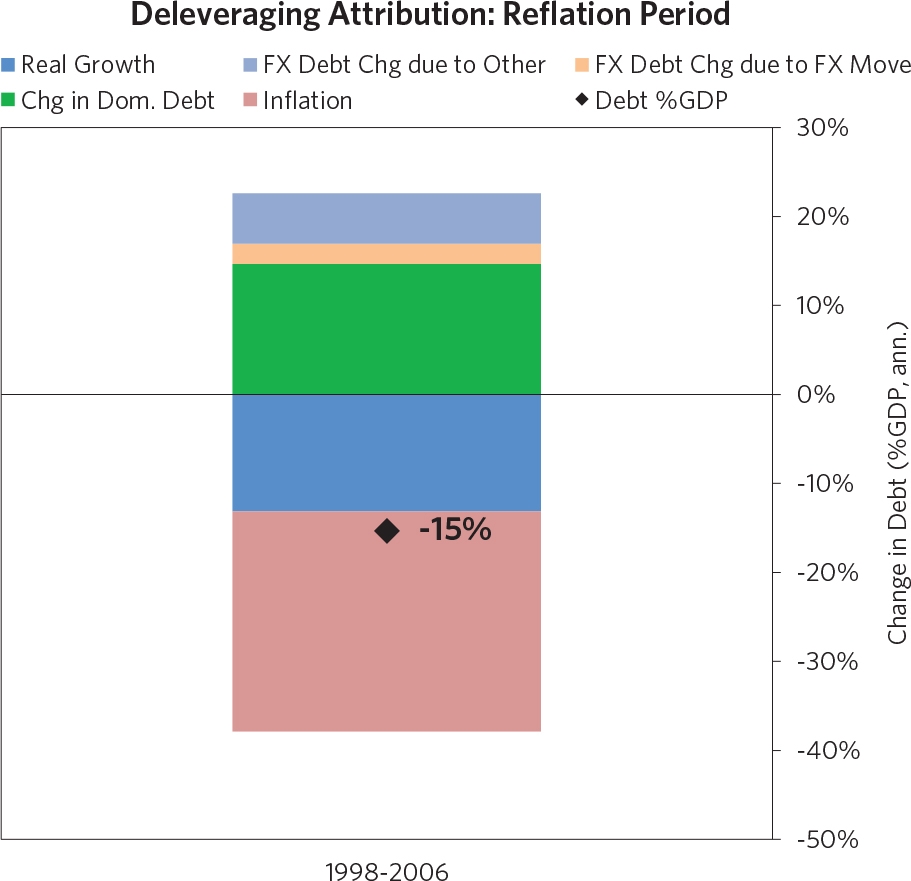 Deleveraging Attribution: Reflation Period
Real Growth FX Debt Chg due to Other FX Debt Chg due to FX Move
Chg in Dom. Debt Inflation Debt %GDP
30%
20%
10%
0%
-10%
-20%
-30%
-40%
-50%
Change in Debt (%GDP, ann.)
-15%
1998-2006